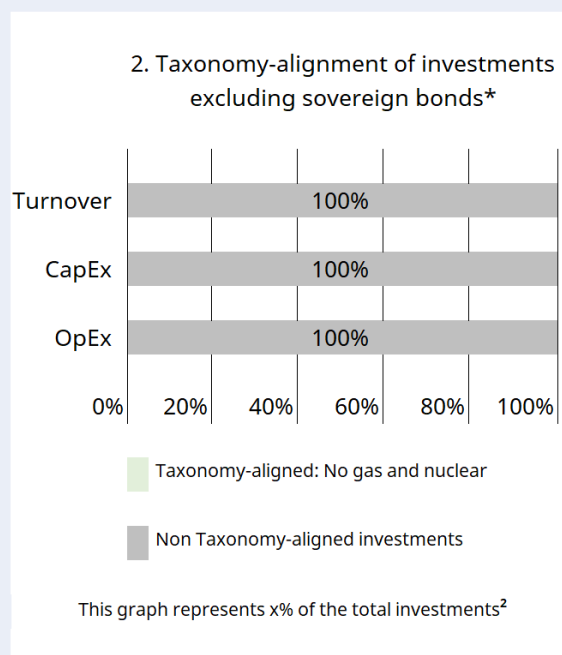 2. Taxonomy-alignment of investments
excluding sovereign bonds*
Turnover 100%
CapEx 100%
OpEx 100%
0% 20% 40% 60% 80% 100%
Taxonomy-aligned: No gas and nuclear
Non Taxonomy-aligned investments
This graph represents x% of the total investments²